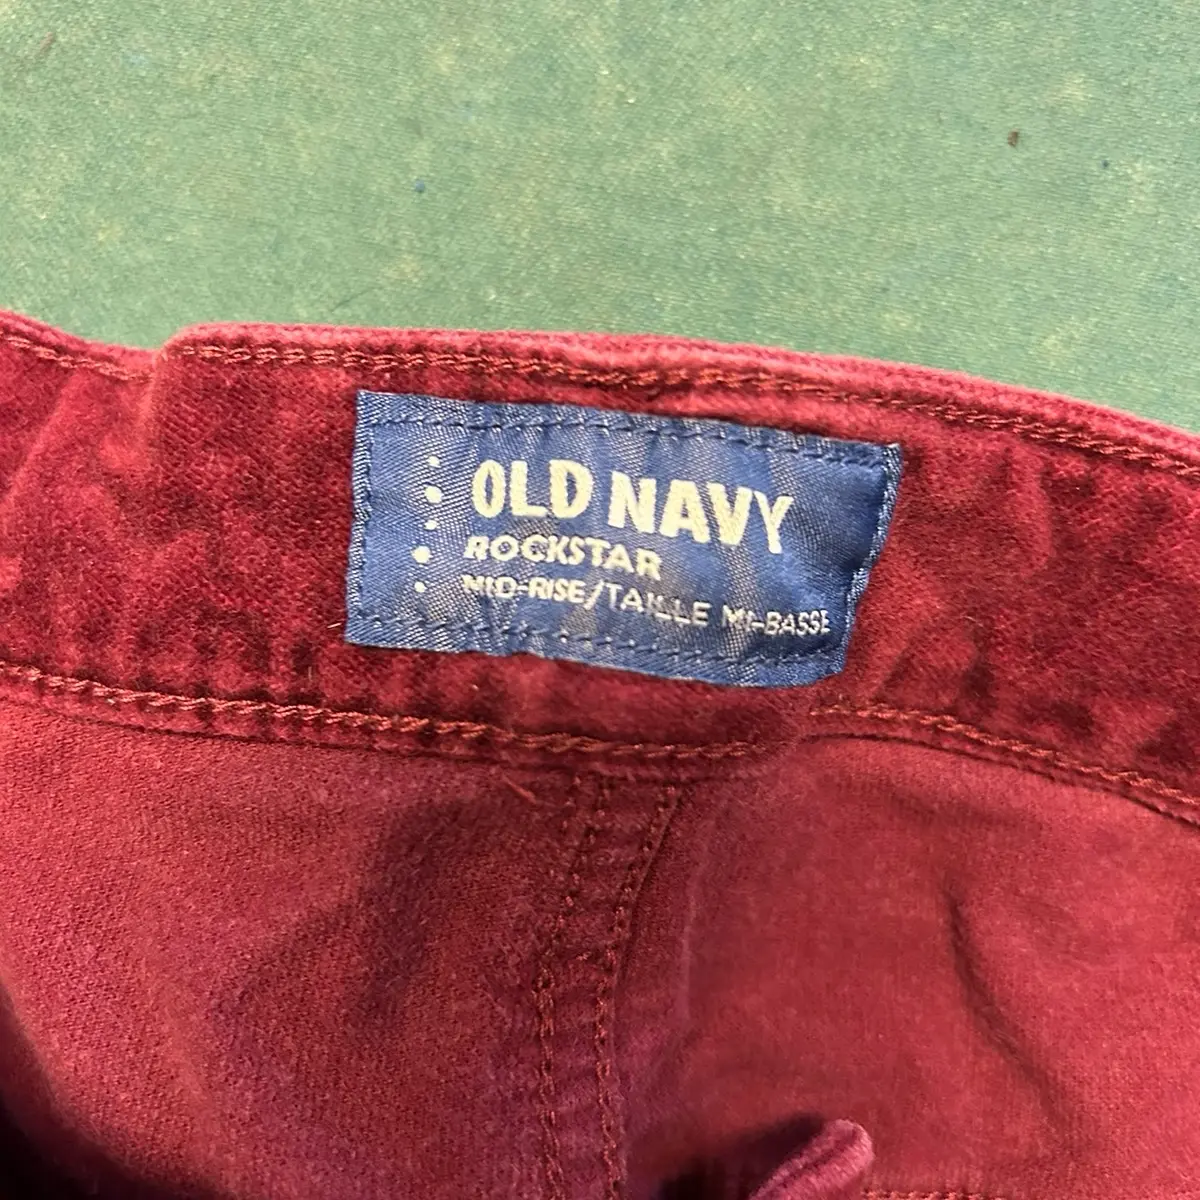 OLD NAVY
ROCKSTAR
MID-RISE/TAILLE MI-BASSE